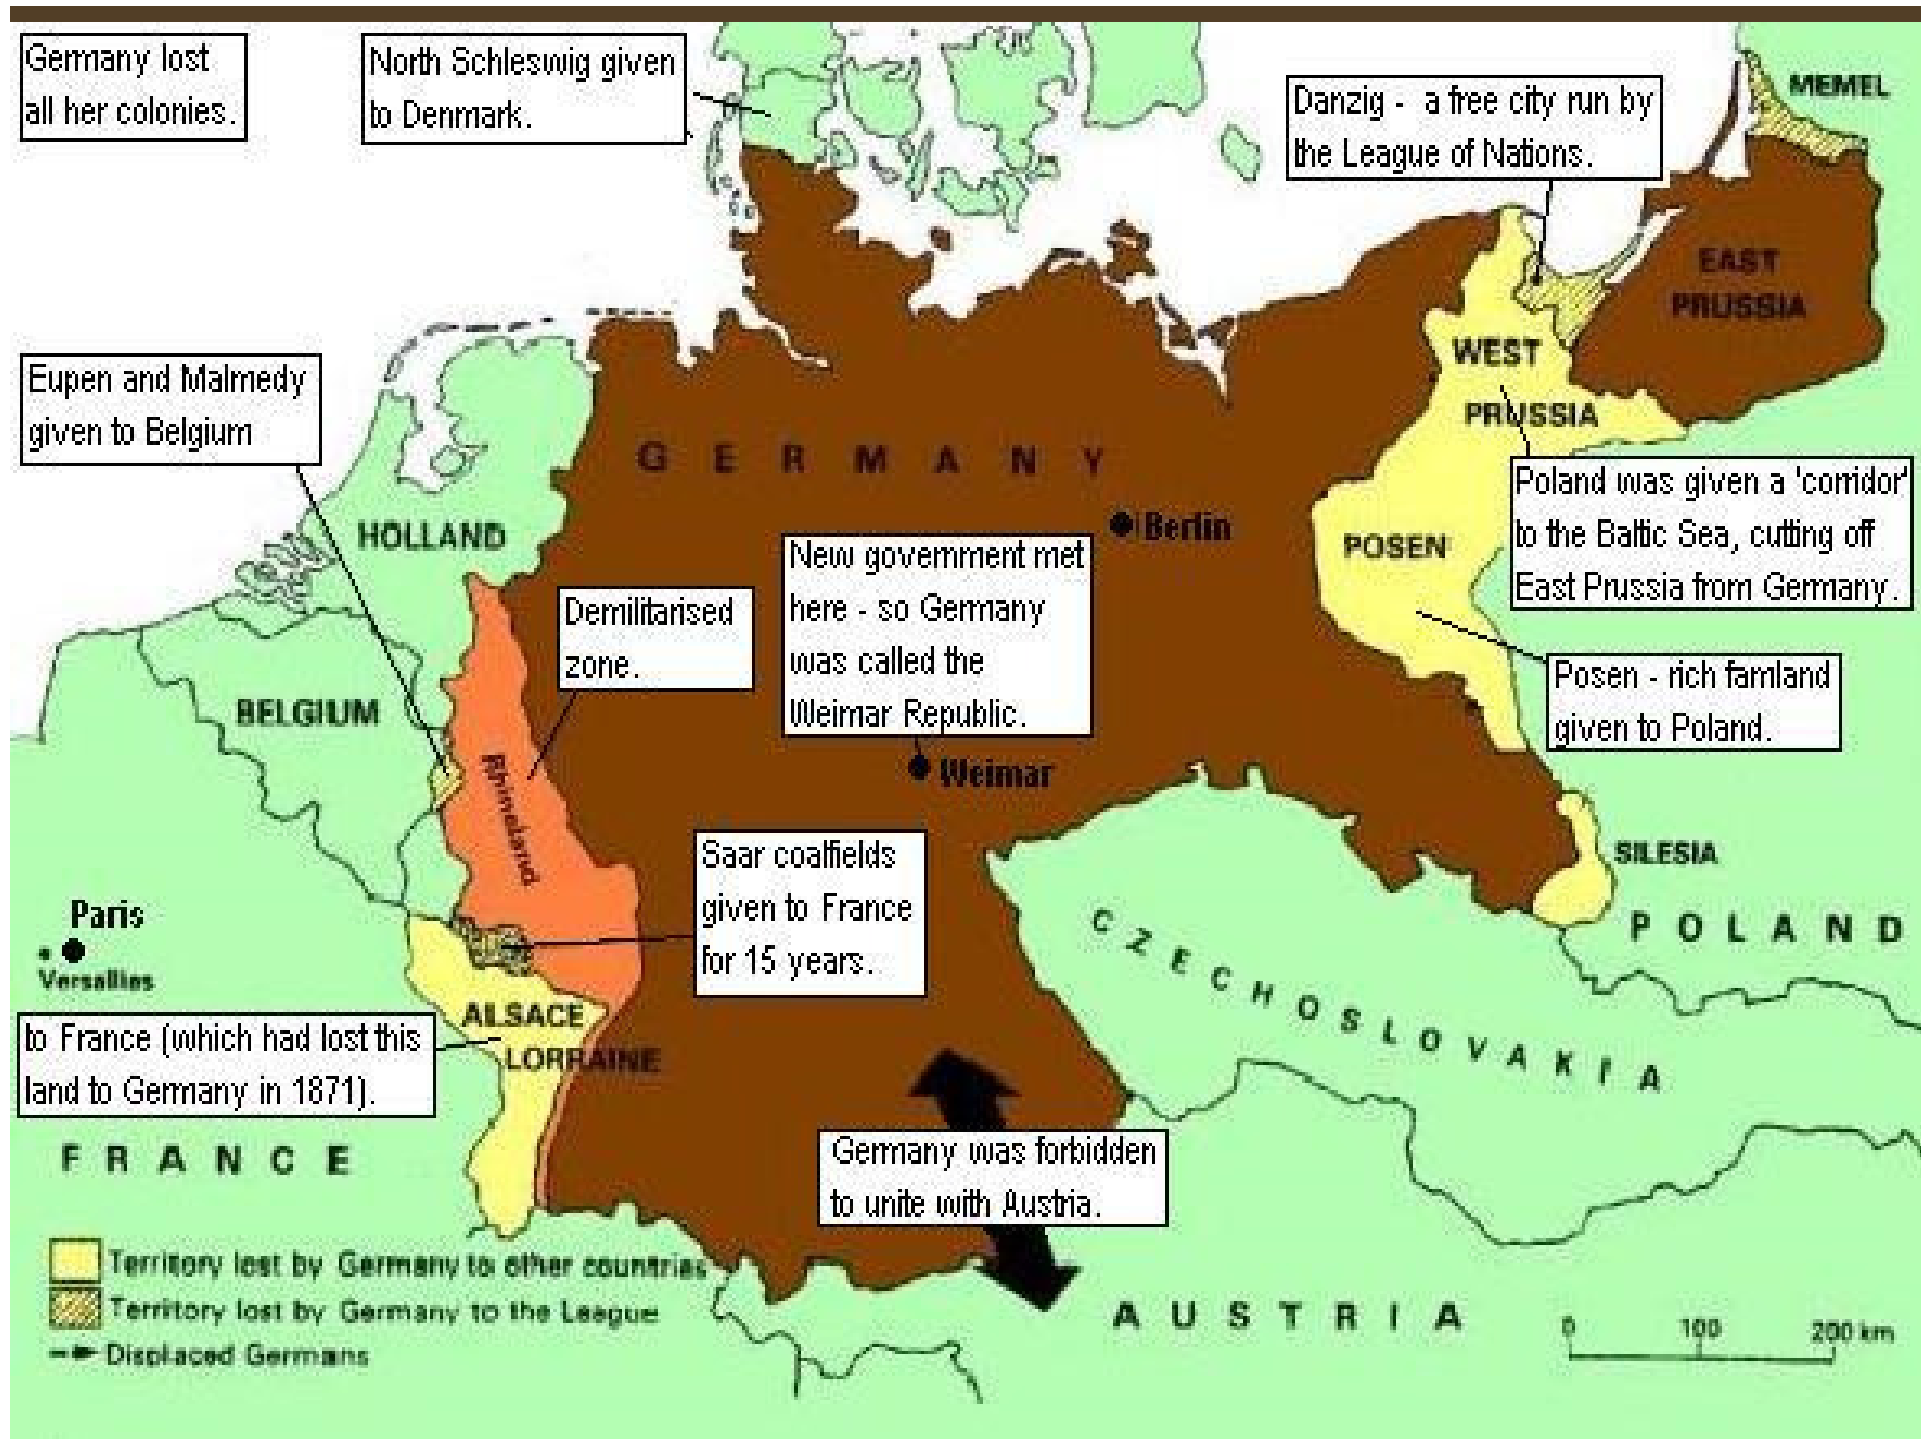 Germany lost
all her colonies.
North Schleswig given
to Denmark.
Danzig - a free city run by
the League of Nations.
MEMEL
EAST
PRUSSIA
Eupen and Malmedy
given to Belgium
WEST
PRUSSIA
GERMANY
Berlin
HOLLAND
Poland was given a 'corridor'
to the Baltic Sea, cutting off
East Prussia from Germany.
POSEN
New government met
here - so Germany
was called the
Weimar Republic.
Demilitarised
zone.
Posen - rich famland
given to Poland.
BELGIUM
Rhineland
Weimar
Saar coalfields
given to France
for 15 years.
SILESIA
POLAND
Paris
Versailles
CZECHOSLOVAKIA
to France (which had lost this
land to Germany in 1871).
ALSACE
LORRAINE
FRANCE
Germany was forbidden
to unite with Austria.
Territory lost by Germany to other countries
Territory lost by Germany to the League
Displaced Germans
AUSTRIA
0 100 200 km